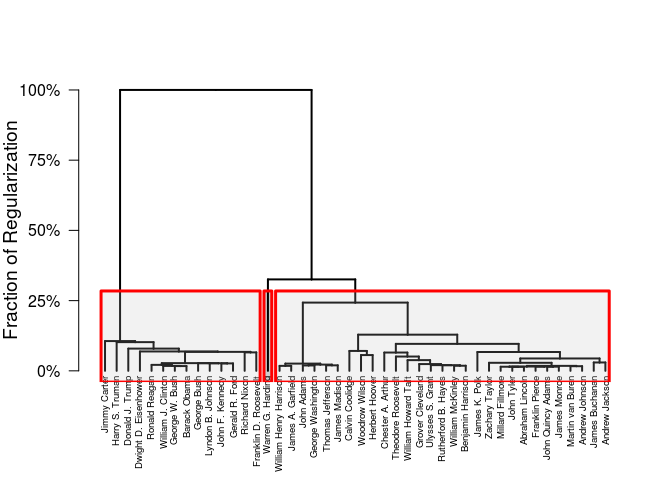 100%
75%
50%
25%
0%
Fraction of Regularization
Jimmy Carter
Harry S. Truman
Donald J. Trump
Dwight D. Eisenhower
Ronald Reagan
William J. Clinton
George W. Bush
Barack Obama
George Bush
Lyndon B. Johnson
John F. Kennedy
Gerald R. Ford
Richard Nixon
Franklin D. Roosevelt
Warren G. Harding
William Henry Harrison
James A. Garfield
John Adams
George Washington
Thomas Jefferson
James Madison
Calvin Coolidge
Woodrow Wilson
Herbert Hoover
Chester A. Arthur
Theodore Roosevelt
William Howard Taft
Grover Cleveland
Ulysses S. Grant
Rutherford B. Hayes
William McKinley
Benjamin Harrison
James K. Polk
Zachary Taylor
Millard Fillmore
John Tyler
Abraham Lincoln
Franklin Pierce
John Quincy Adams
James Monroe
Martin van Buren
Andrew Johnson
James Buchanan
Andrew Jackson